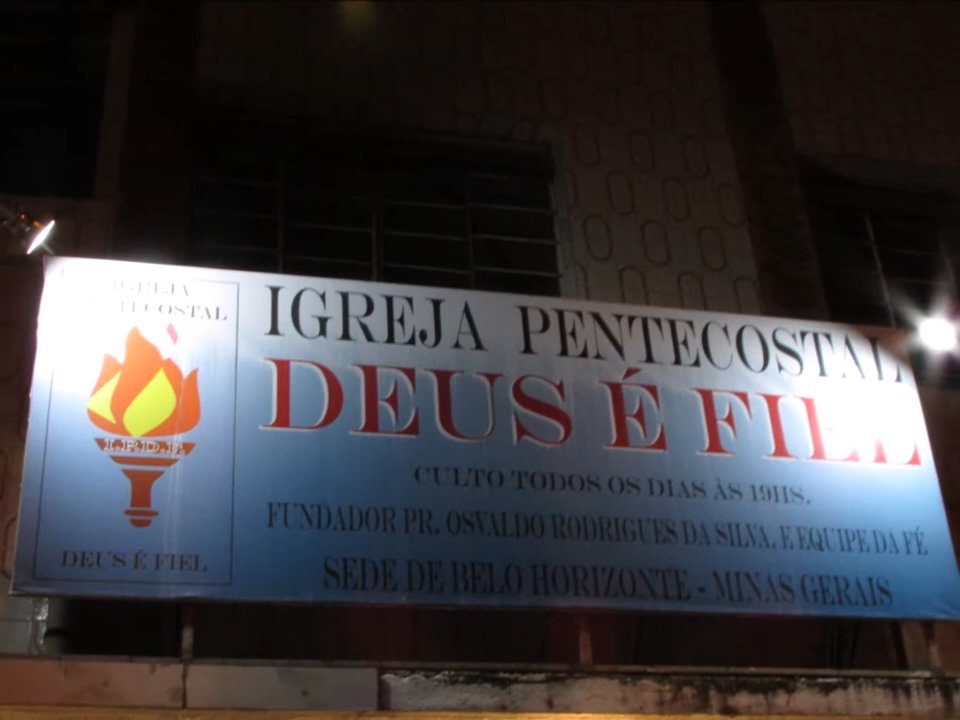 IGREJA
PENTECOSTAL
I.P.D.F.
DEUS É FIEL
IGREJA PENTECOSTAL
DEUS É FIEL
CULTO TODOS OS DIAS ÀS 19HS.
FUNDADOR PR. OSVALDO RODRIGUES DA SILVA. E EQUIPE DA FÉ
SEDE DE BELO HORIZONTE - MINAS GERAIS